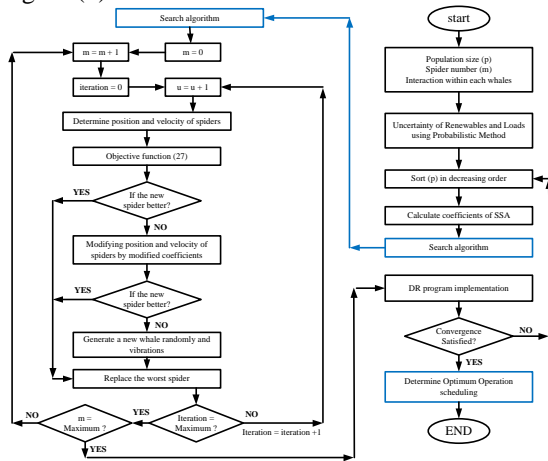 Search algorithm
m = m + 1
m = 0
iteration = 0
u = u + 1
Determine position and velocity of spiders
Objective function (27)
YES
If the new
spider better?
NO
Modifying position and velocity of
spiders by modified coefficients
YES
If the new
spider better?
NO
Generate a new whale randomly and
vibrations
Replace the worst spider
NO
m =
Maximum ?
YES
Iteration =
Maximum ?
NO
Iteration = iteration +1
YES
start
Population size (p)
Spider number (m)
Interaction within each whales
Uncertainty of Renewables and Loads
using Probabilistic Method
Sort (p) in decreasing order
Calculate coefficients of SSA
Search algorithm
DR program implementation
Convergence
Satisfied?
NO
YES
Determine Optimum Operation
scheduling
END